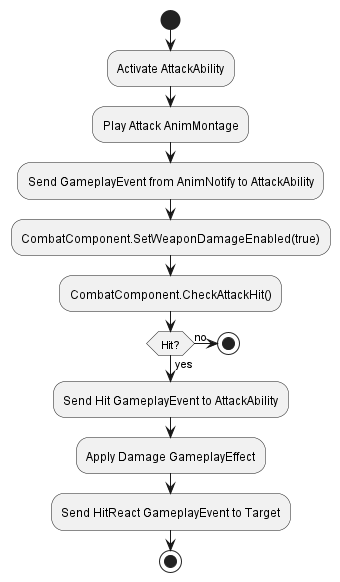 Activate AttackAbility
Play Attack AnimMontage
Send GameplayEvent from AnimNotify to AttackAbility
CombatComponent.SetWeaponDamageEnabled(true)
CombatComponent.CheckAttackHit()
Hit?
no
yes
Send Hit GameplayEvent to AttackAbility
Apply Damage GameplayEffect
Send HitReact GameplayEvent to Target